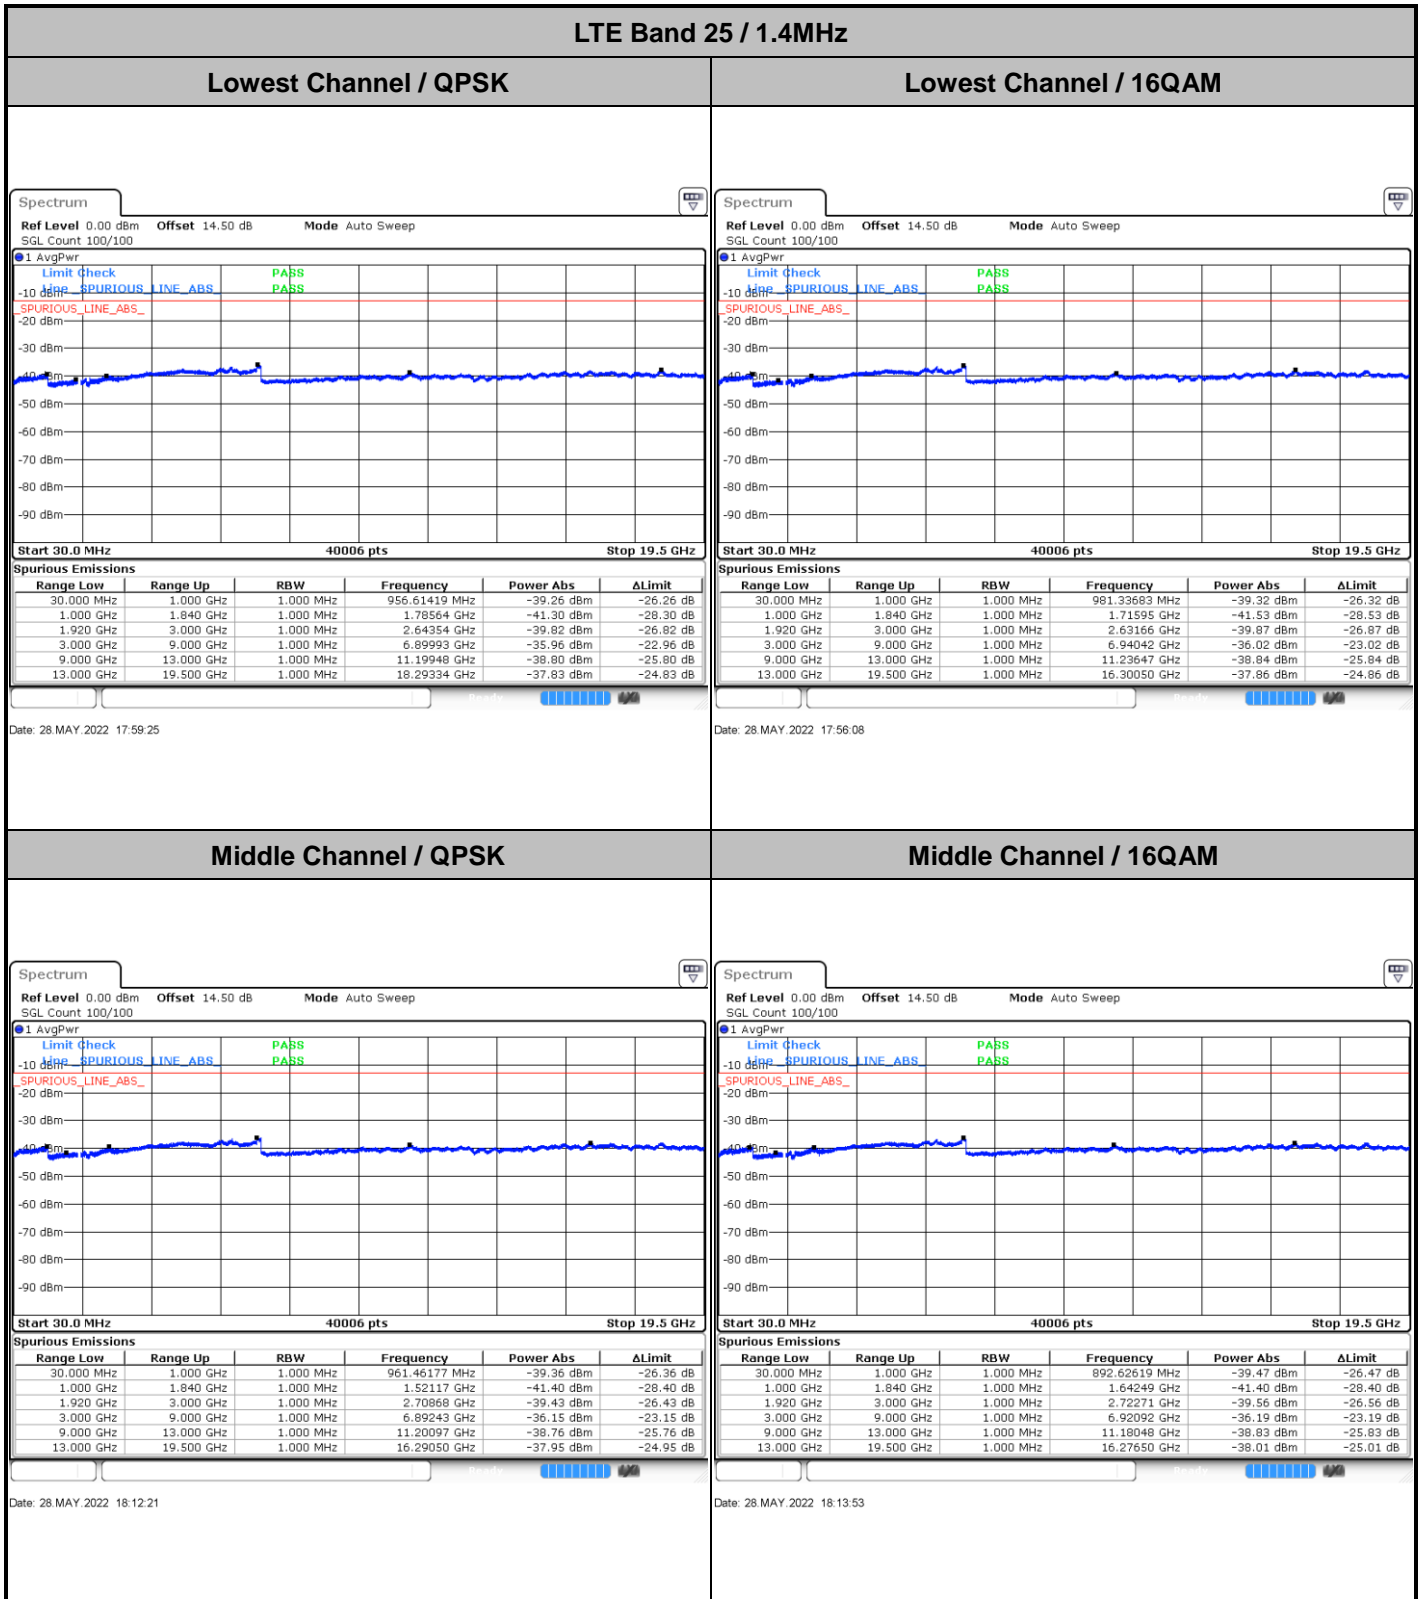 LTE Band 25 / 1.4MHz
Lowest Channel / QPSK
Lowest Channel / 16QAM
Spectrum
Ref Level 0.00 dBm Offset 14.50 dB Mode Auto Sweep
SGL Count 100/100
1 AvgPwr
Limit Check PASS
Line _SPURIOUS_LINE_ABS_ PASS
-10 dBm
_SPURIOUS_LINE_ABS_
-20 dBm
-30 dBm
-40 dBm
-50 dBm
-60 dBm
-70 dBm
-80 dBm
-90 dBm
Start 30.0 MHz 40006 pts Stop 19.5 GHz
Spurious Emissions
Range Low Range Up RBW Frequency Power Abs ΔLimit
30.000 MHz 1.000 GHz 1.000 MHz 956.61419 MHz -39.26 dBm -26.26 dB
1.000 GHz 1.840 GHz 1.000 MHz 1.78564 GHz -41.30 dBm -28.30 dB
1.920 GHz 3.000 GHz 1.000 MHz 2.64354 GHz -39.82 dBm -26.82 dB
3.000 GHz 9.000 GHz 1.000 MHz 6.89993 GHz -35.96 dBm -22.96 dB
9.000 GHz 13.000 GHz 1.000 MHz 11.19948 GHz -38.80 dBm -25.80 dB
13.000 GHz 19.500 GHz 1.000 MHz 18.29334 GHz -37.83 dBm -24.83 dB
Ready
Date: 28.MAY.2022 17:59:25
Spectrum
Ref Level 0.00 dBm Offset 14.50 dB Mode Auto Sweep
SGL Count 100/100
1 AvgPwr
Limit Check PASS
Line _SPURIOUS_LINE_ABS_ PASS
-10 dBm
_SPURIOUS_LINE_ABS_
-20 dBm
-30 dBm
-40 dBm
-50 dBm
-60 dBm
-70 dBm
-80 dBm
-90 dBm
Start 30.0 MHz 40006 pts Stop 19.5 GHz
Spurious Emissions
Range Low Range Up RBW Frequency Power Abs ΔLimit
30.000 MHz 1.000 GHz 1.000 MHz 981.33683 MHz -39.32 dBm -26.32 dB
1.000 GHz 1.840 GHz 1.000 MHz 1.71595 GHz -41.53 dBm -28.53 dB
1.920 GHz 3.000 GHz 1.000 MHz 2.63166 GHz -39.87 dBm -26.87 dB
3.000 GHz 9.000 GHz 1.000 MHz 6.94042 GHz -36.02 dBm -23.02 dB
9.000 GHz 13.000 GHz 1.000 MHz 11.23647 GHz -38.84 dBm -25.84 dB
13.000 GHz 19.500 GHz 1.000 MHz 16.30050 GHz -37.86 dBm -24.86 dB
Ready
Date: 28.MAY.2022 17:56:08
Middle Channel / QPSK
Middle Channel / 16QAM
Spectrum
Ref Level 0.00 dBm Offset 14.50 dB Mode Auto Sweep
SGL Count 100/100
1 AvgPwr
Limit Check PASS
Line _SPURIOUS_LINE_ABS_ PASS
-10 dBm
_SPURIOUS_LINE_ABS_
-20 dBm
-30 dBm
-40 dBm
-50 dBm
-60 dBm
-70 dBm
-80 dBm
-90 dBm
Start 30.0 MHz 40006 pts Stop 19.5 GHz
Spurious Emissions
Range Low Range Up RBW Frequency Power Abs ΔLimit
30.000 MHz 1.000 GHz 1.000 MHz 961.46177 MHz -39.36 dBm -26.36 dB
1.000 GHz 1.840 GHz 1.000 MHz 1.52117 GHz -41.40 dBm -28.40 dB
1.920 GHz 3.000 GHz 1.000 MHz 2.70868 GHz -39.43 dBm -26.43 dB
3.000 GHz 9.000 GHz 1.000 MHz 6.89243 GHz -36.15 dBm -23.15 dB
9.000 GHz 13.000 GHz 1.000 MHz 11.20097 GHz -38.76 dBm -25.76 dB
13.000 GHz 19.500 GHz 1.000 MHz 16.29050 GHz -37.95 dBm -24.95 dB
Ready
Date: 28.MAY.2022 18:12:21
Spectrum
Ref Level 0.00 dBm Offset 14.50 dB Mode Auto Sweep
SGL Count 100/100
1 AvgPwr
Limit Check PASS
Line _SPURIOUS_LINE_ABS_ PASS
-10 dBm
_SPURIOUS_LINE_ABS_
-20 dBm
-30 dBm
-40 dBm
-50 dBm
-60 dBm
-70 dBm
-80 dBm
-90 dBm
Start 30.0 MHz 40006 pts Stop 19.5 GHz
Spurious Emissions
Range Low Range Up RBW Frequency Power Abs ΔLimit
30.000 MHz 1.000 GHz 1.000 MHz 892.62619 MHz -39.47 dBm -26.47 dB
1.000 GHz 1.840 GHz 1.000 MHz 1.64249 GHz -41.40 dBm -28.40 dB
1.920 GHz 3.000 GHz 1.000 MHz 2.72271 GHz -39.56 dBm -26.56 dB
3.000 GHz 9.000 GHz 1.000 MHz 6.92092 GHz -36.19 dBm -23.19 dB
9.000 GHz 13.000 GHz 1.000 MHz 11.18048 GHz -38.83 dBm -25.83 dB
13.000 GHz 19.500 GHz 1.000 MHz 16.27650 GHz -38.01 dBm -25.01 dB
Ready
Date: 28.MAY.2022 18:13:53